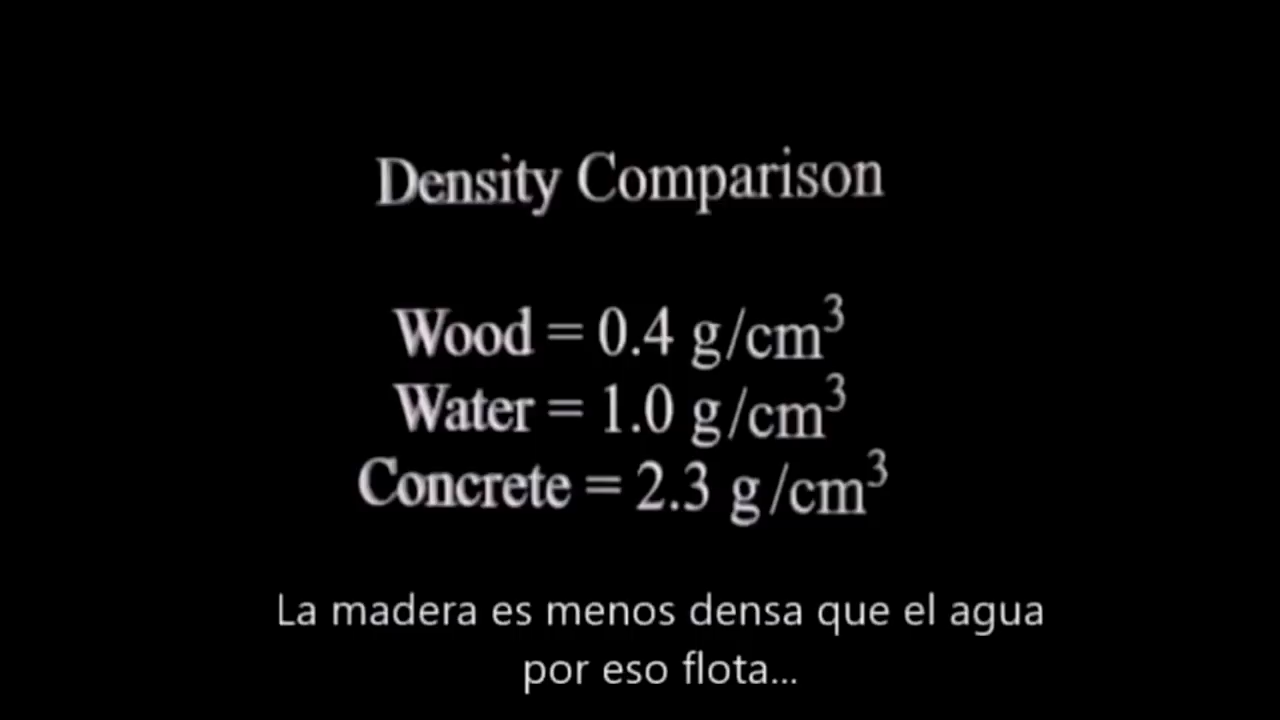 Density Comparison
Wood = 0.4 g/cm³
Water = 1.0 g/cm³
Concrete = 2.3 g/cm³
La madera es menos densa que el agua
por eso flota...